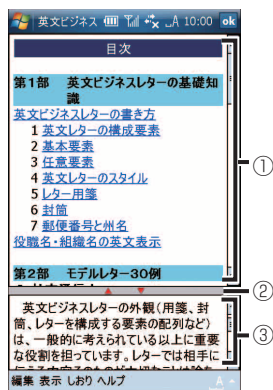 英文ビジネス 10:00 ok
目次
第1部 英文ビジネスレターの基礎知
識
英文ビジネスレターの書き方
1 英文レターの構成要素
2 基本要素
3 任意要素
4 英文レターのスタイル
5 レター用箋
6 封筒
7 郵便番号と州名
役職名・組織名の英文表示
第2部 モデルレター30例
①
②
英文ビジネスレターの外観(用箋、封
筒、レターを構成する要素の配列など)
は、一般的に考えられている以上に重要
な役割を担っています。レターでは相手に
③
編集 表示 しおり ヘルプ